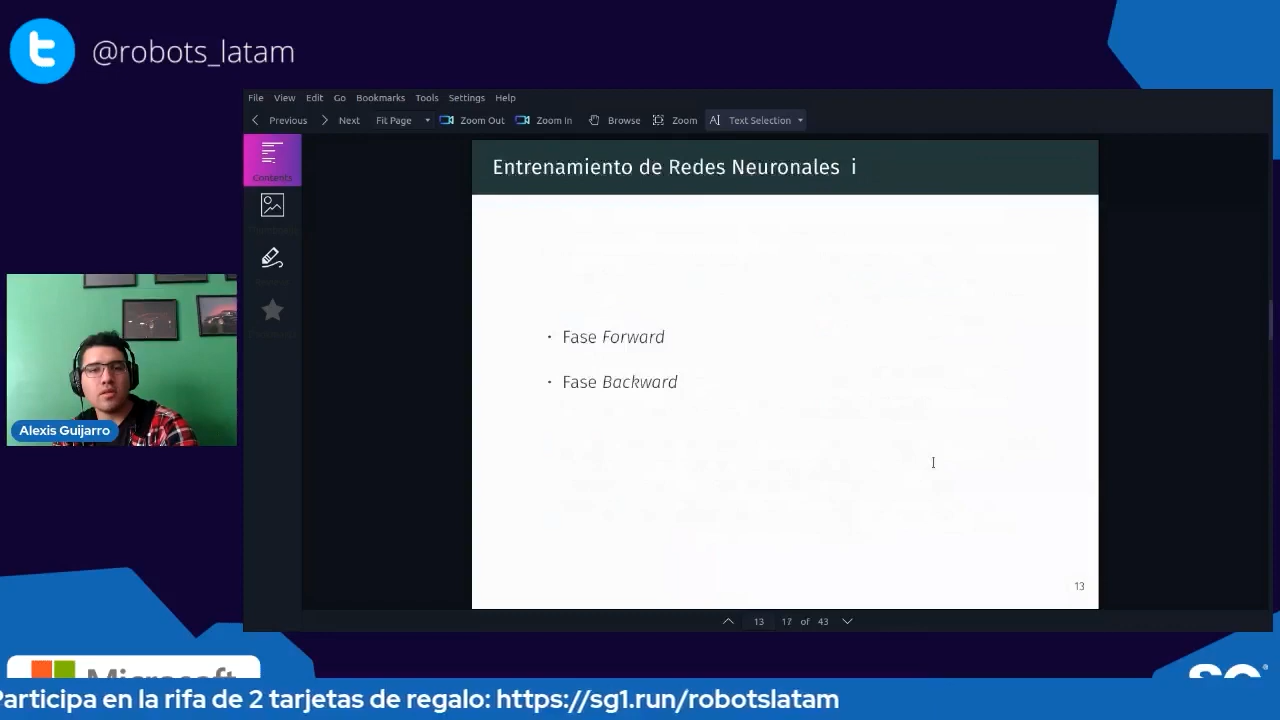 @robots_latam
File View Edit Go Bookmarks Tools Settings Help
Previous Next Fit Page Zoom Out Zoom In Browse Zoom Text Selection
Contents
Entrenamiento de Redes Neuronales i
• Fase Forward
• Fase Backward
13
13 17 of 43
Alexis Guijarro
Microsoft
SG
Participa en la rifa de 2 tarjetas de regalo: https://sg1.run/robotslatam